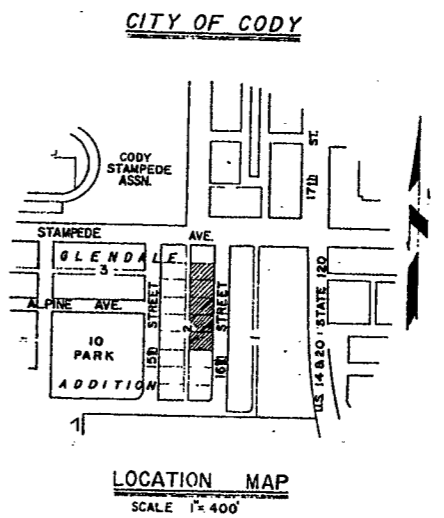 CITY OF CODY
CODY
STAMPEDE
ASSN.
17th ST.
STAMPEDE AVE.
GLENDALE
3
ALPINE AVE.
15th STREET
2
16th STREET
1
U.S. 14 & 20 : STATE 120
10
PARK
ADDITION
LOCATION MAP
SCALE 1"=400'